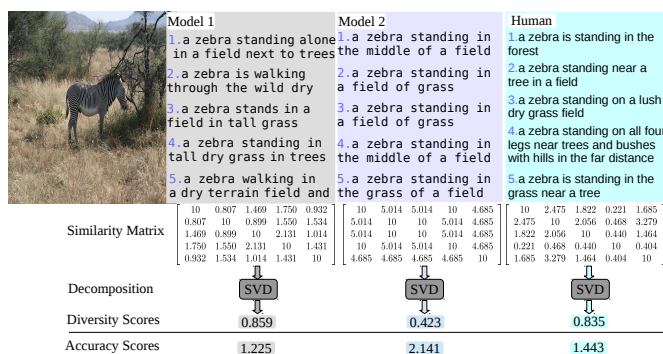 Model 1
1.a zebra standing alone
in a field next to trees
2.a zebra is walking
through the wild dry
3.a zebra stands in a
field in tall grass
4.a zebra standing in
tall dry grass in trees
5.a zebra walking in
a dry terrain field and
Model 2
1.a zebra standing in
the middle of a field
2.a zebra standing in
a field of grass
3.a zebra standing in
a field of grass
4.a zebra standing in
the middle of a field
5.a zebra standing in
the grass of a field
Human
1.a zebra is standing in the
forest
2.a zebra standing near a
tree in a field
3.a zebra standing on a lush
dry grass field
4.a zebra standing on all four
legs near trees and bushes
with hills in the far distance
5.a zebra is standing in the
grass near a tree
Similarity Matrix
10 0.807 1.469 1.750 0.932
0.807 10 0.899 1.550 1.534
1.469 0.899 10 2.131 1.014
1.750 1.550 2.131 10 1.431
0.932 1.534 1.014 1.431 10
10 5.014 5.014 10 4.685
5.014 10 10 5.014 4.685
5.014 10 10 5.014 4.685
10 5.014 5.014 10 4.685
4.685 4.685 4.685 4.685 10
10 2.475 1.822 0.221 1.685
2.475 10 2.056 0.468 3.279
1.822 2.056 10 0.440 1.464
0.221 0.468 0.440 10 0.404
1.685 3.279 1.464 0.404 10
Decomposition
SVD
SVD
SVD
Diversity Scores
0.859
0.423
0.835
Accuracy Scores
1.225
2.141
1.443